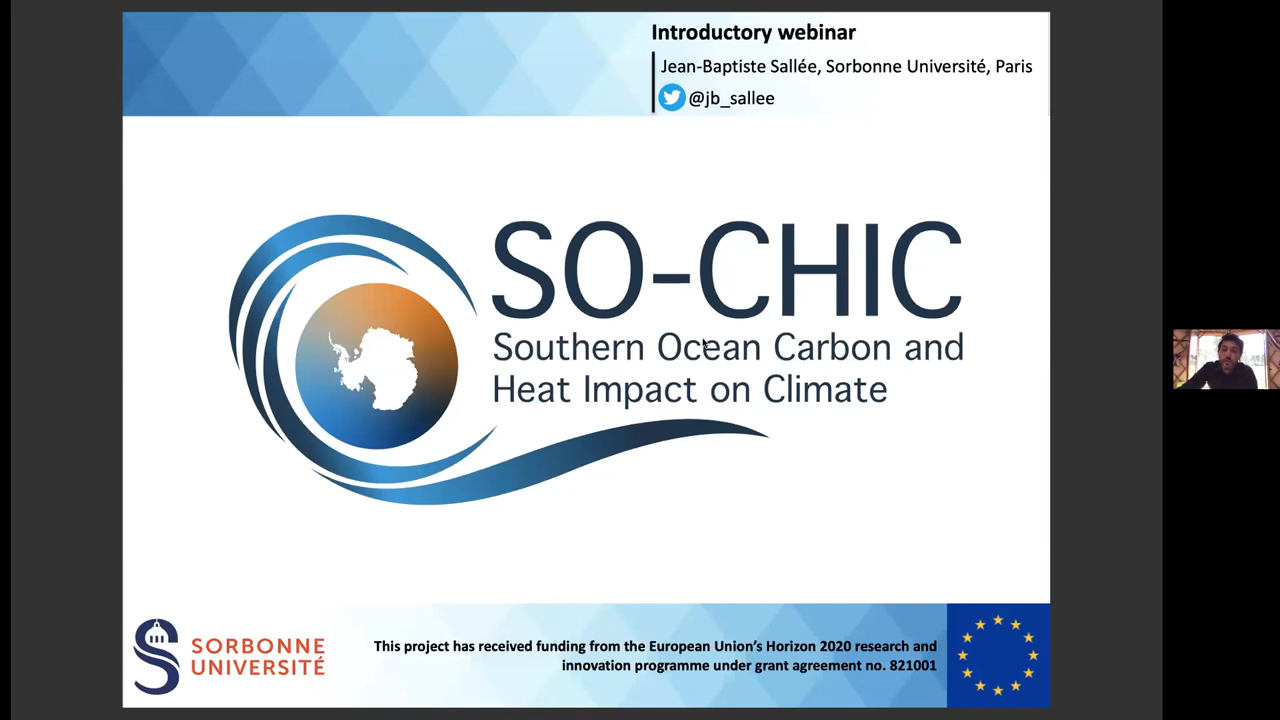 Introductory webinar
Jean-Baptiste Sallée, Sorbonne Université, Paris
@jb_sallee
SO-CHIC
Southern Ocean Carbon and
Heat Impact on Climate
SORBONNE
UNIVERSITÉ
This project has received funding from the European Union's Horizon 2020 research and
innovation programme under grant agreement no. 821001